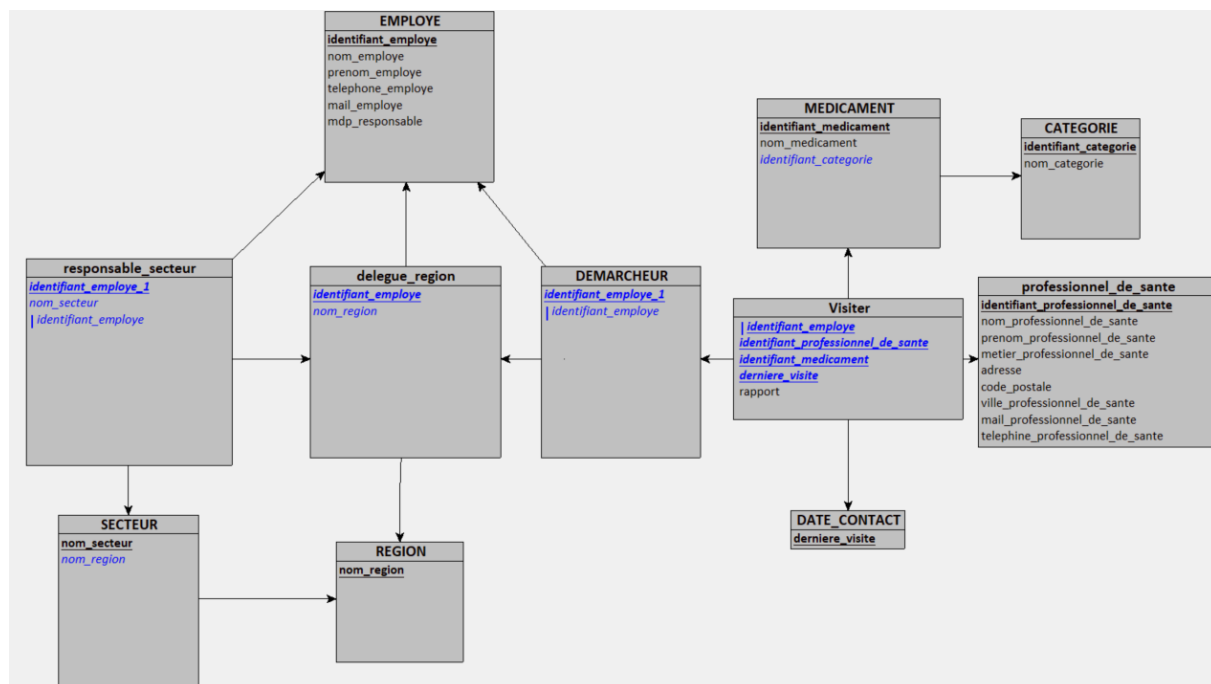 EMPLOYE
identifiant_employe
nom_employe
prenom_employe
telephone_employe
mail_employe
mdp_responsable
MEDICAMENT
identifiant_medicament
nom_medicament
identifiant_categorie
CATEGORIE
identifiant_categorie
nom_categorie
responsable_secteur
identifiant_employe_1
nom_secteur
identifiant_employe
delegue_region
identifiant_employe
nom_region
DEMARCHEUR
identifiant_employe_1
identifiant_employe
Visiter
identifiant_employe
identifiant_professionnel_de_sante
identifiant_medicament
derniere_visite
rapport
professionnel_de_sante
identifiant_professionnel_de_sante
nom_professionnel_de_sante
prenom_professionnel_de_sante
metier_professionnel_de_sante
adresse
code_postale
ville_professionnel_de_sante
mail_professionnel_de_sante
telephine_professionnel_de_sante
SECTEUR
nom_secteur
nom_region
REGION
nom_region
DATE_CONTACT
derniere_visite